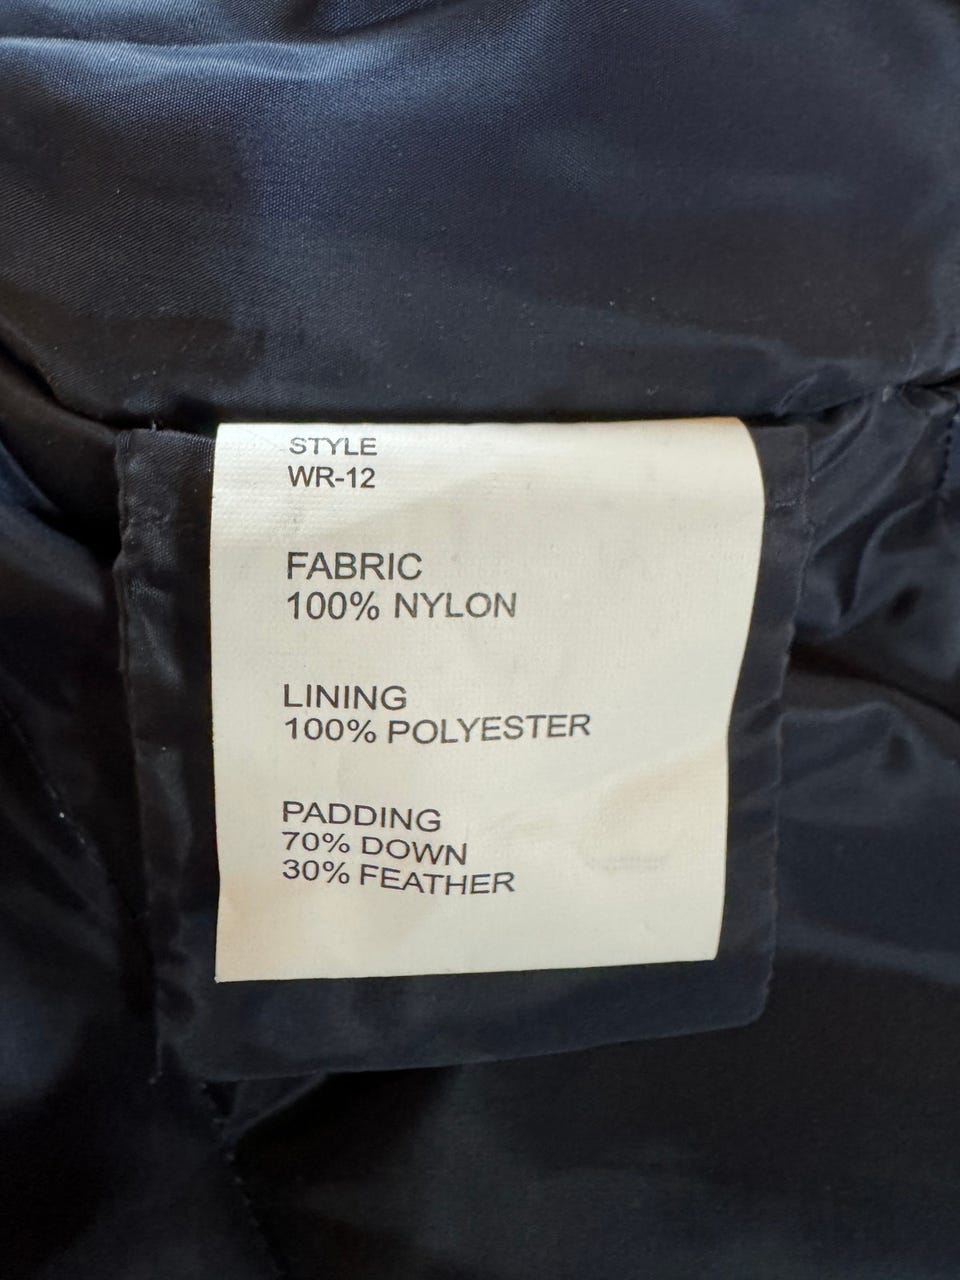 STYLE
WR-12
FABRIC
100% NYLON
LINING
100% POLYESTER
PADDING
70% DOWN
30% FEATHER